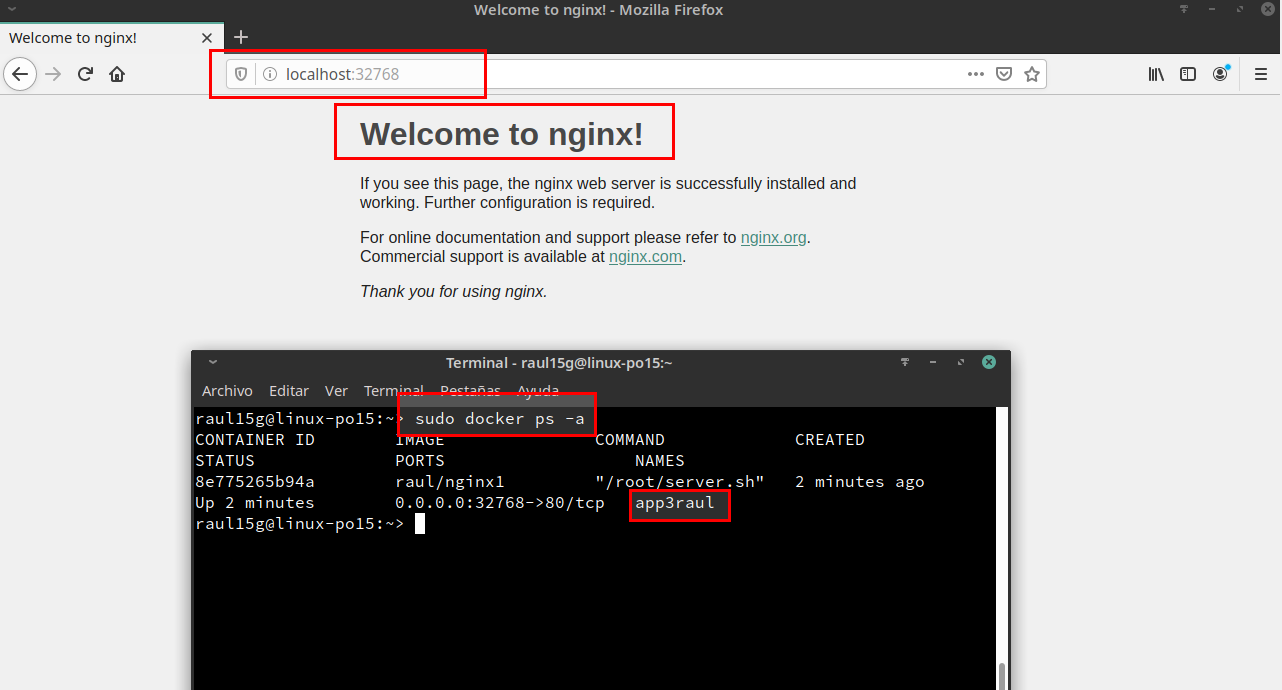 Welcome to nginx! - Mozilla Firefox
Welcome to nginx!
localhost:32768
Welcome to nginx!
If you see this page, the nginx web server is successfully installed and
working. Further configuration is required.
For online documentation and support please refer to nginx.org.
Commercial support is available at nginx.com.
Thank you for using nginx.
Terminal - raul15g@linux-po15:~
Archivo Editar Ver Terminal Pestañas Ayuda
raul15g@linux-po15:~> sudo docker ps -a
CONTAINER ID IMAGE COMMAND CREATED
STATUS PORTS NAMES
8e775265b94a raul/nginx1 "/root/server.sh" 2 minutes ago
Up 2 minutes 0.0.0.0:32768->80/tcp app3raul
raul15g@linux-po15:~>